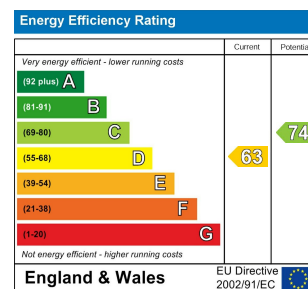 Energy Efficiency Rating
Current Potentia
Very energy efficient - lower running costs
(92 plus) A
(81-91) B
(69-80) C 74
(55-68) D 63
(39-54) E
(21-38) F
(1-20) G
Not energy efficient - higher running costs
England & Wales
EU Directive
2002/91/EC